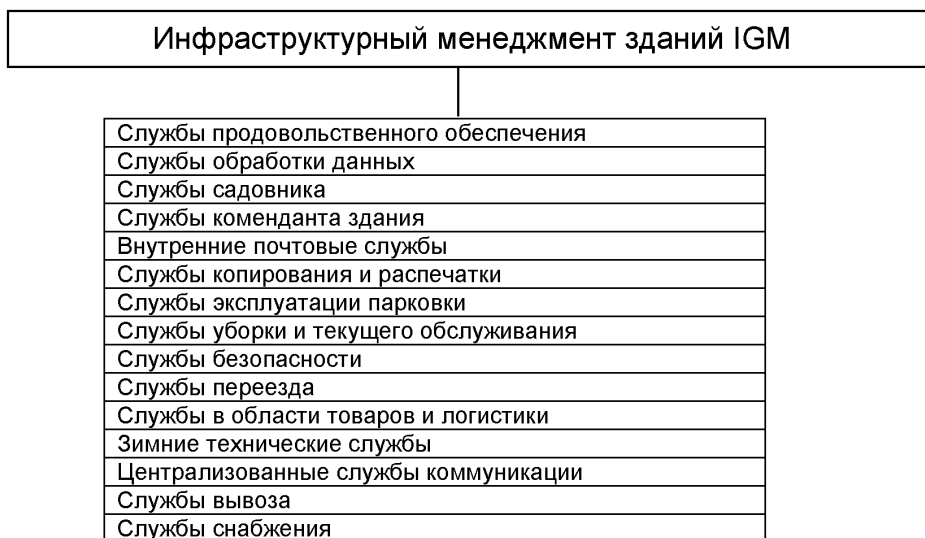 Инфраструктурный менеджмент зданий IGM
Службы продовольственного обеспечения
Службы обработки данных
Службы садовника
Службы коменданта здания
Внутренние почтовые службы
Службы копирования и распечатки
Службы эксплуатации парковки
Службы уборки и текущего обслуживания
Службы безопасности
Службы переезда
Службы в области товаров и логистики
Зимние технические службы
Централизованные службы коммуникации
Службы вывоза
Службы снабжения